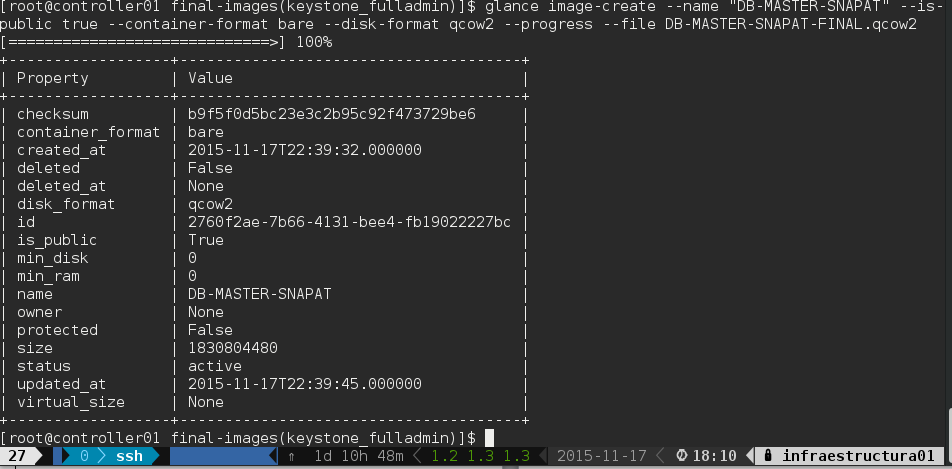 [root@controller01 final-images(keystone_fulladmin)]$ glance image-create --name "DB-MASTER-SNAPAT" --is-
public true --container-format bare --disk-format qcow2 --progress --file DB-MASTER-SNAPAT-FINAL.qcow2
[=============================>] 100%
+------------------+--------------------------------------+
| Property | Value |
+------------------+--------------------------------------+
| checksum | b9f5f0d5bc23e3c2b95c92f473729be6 |
| container_format | bare |
| created_at | 2015-11-17T22:39:32.000000 |
| deleted | False |
| deleted_at | None |
| disk_format | qcow2 |
| id | 2760f2ae-7b66-4131-bee4-fb19022227bc |
| is_public | True |
| min_disk | 0 |
| min_ram | 0 |
| name | DB-MASTER-SNAPAT |
| owner | None |
| protected | False |
| size | 1830804480 |
| status | active |
| updated_at | 2015-11-17T22:39:45.000000 |
| virtual_size | None |
+------------------+--------------------------------------+
[root@controller01 final-images(keystone_fulladmin)]$
27 0 ssh ↑ 1d 10h 48m 1.2 1.3 1.3 2015-11-17 18:10 infraestructura01